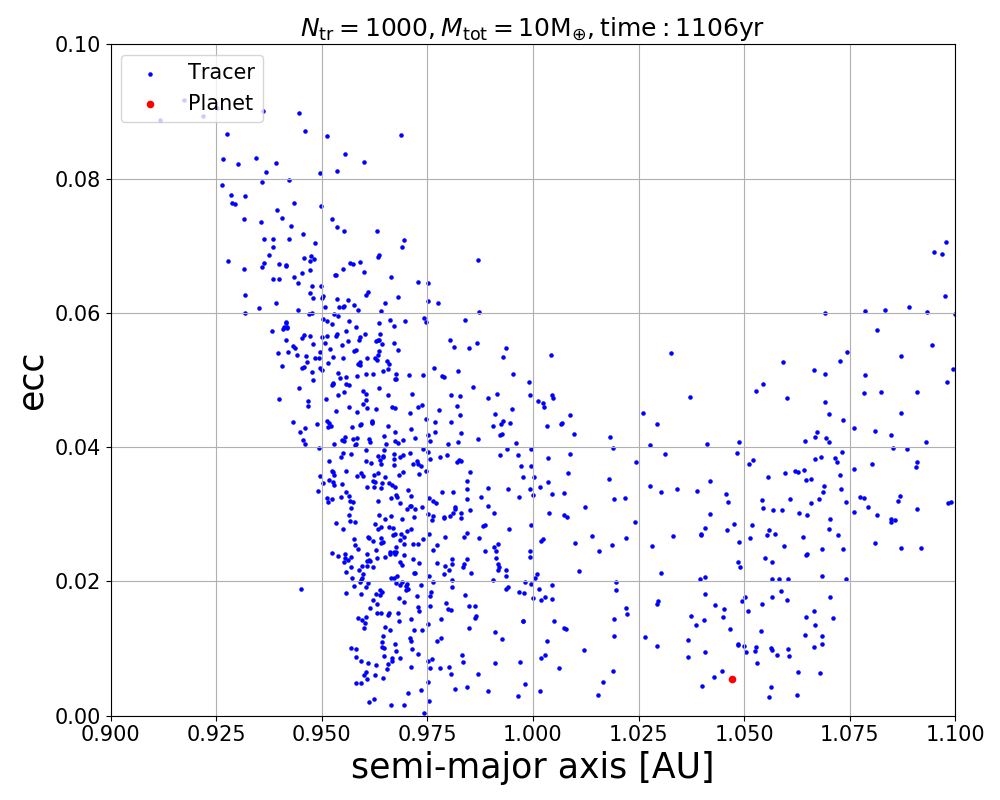 N_tr = 1000, M_tot = 10M_⊕, time : 1106yr
Tracer
Planet
0.10
0.08
0.06
0.04
0.02
0.00
ecc
0.900 0.925 0.950 0.975 1.000 1.025 1.050 1.075 1.100
semi-major axis [AU]